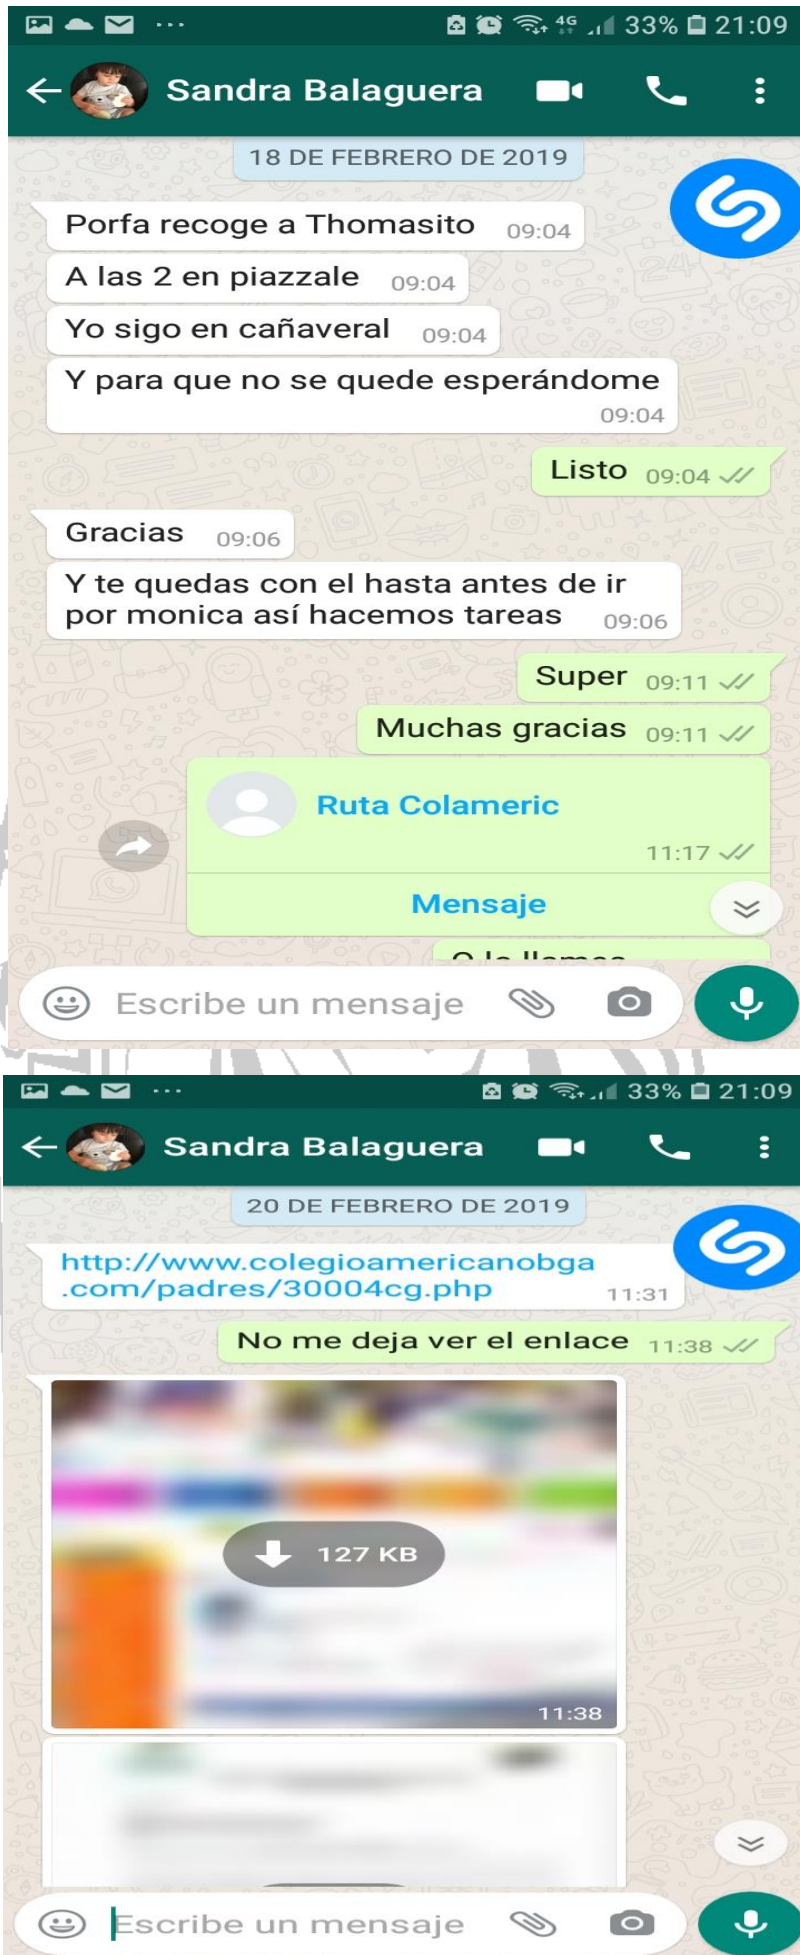 33% 21:09
Sandra Balaguera
18 DE FEBRERO DE 2019
Porfa recoge a Thomasito 09:04
A las 2 en piazzale 09:04
Yo sigo en cañaveral 09:04
Y para que no se quede esperándome
09:04
Listo 09:04
Gracias 09:06
Y te quedas con el hasta antes de ir
por monica así hacemos tareas 09:06
Super 09:11
Muchas gracias 09:11
Ruta Colameric
11:17
Mensaje
Escribe un mensaje
33% 21:09
Sandra Balaguera
20 DE FEBRERO DE 2019
http://www.colegioamericanobga
.com/padres/30004cg.php 11:31
No me deja ver el enlace 11:38
127 KB
11:38
Escribe un mensaje